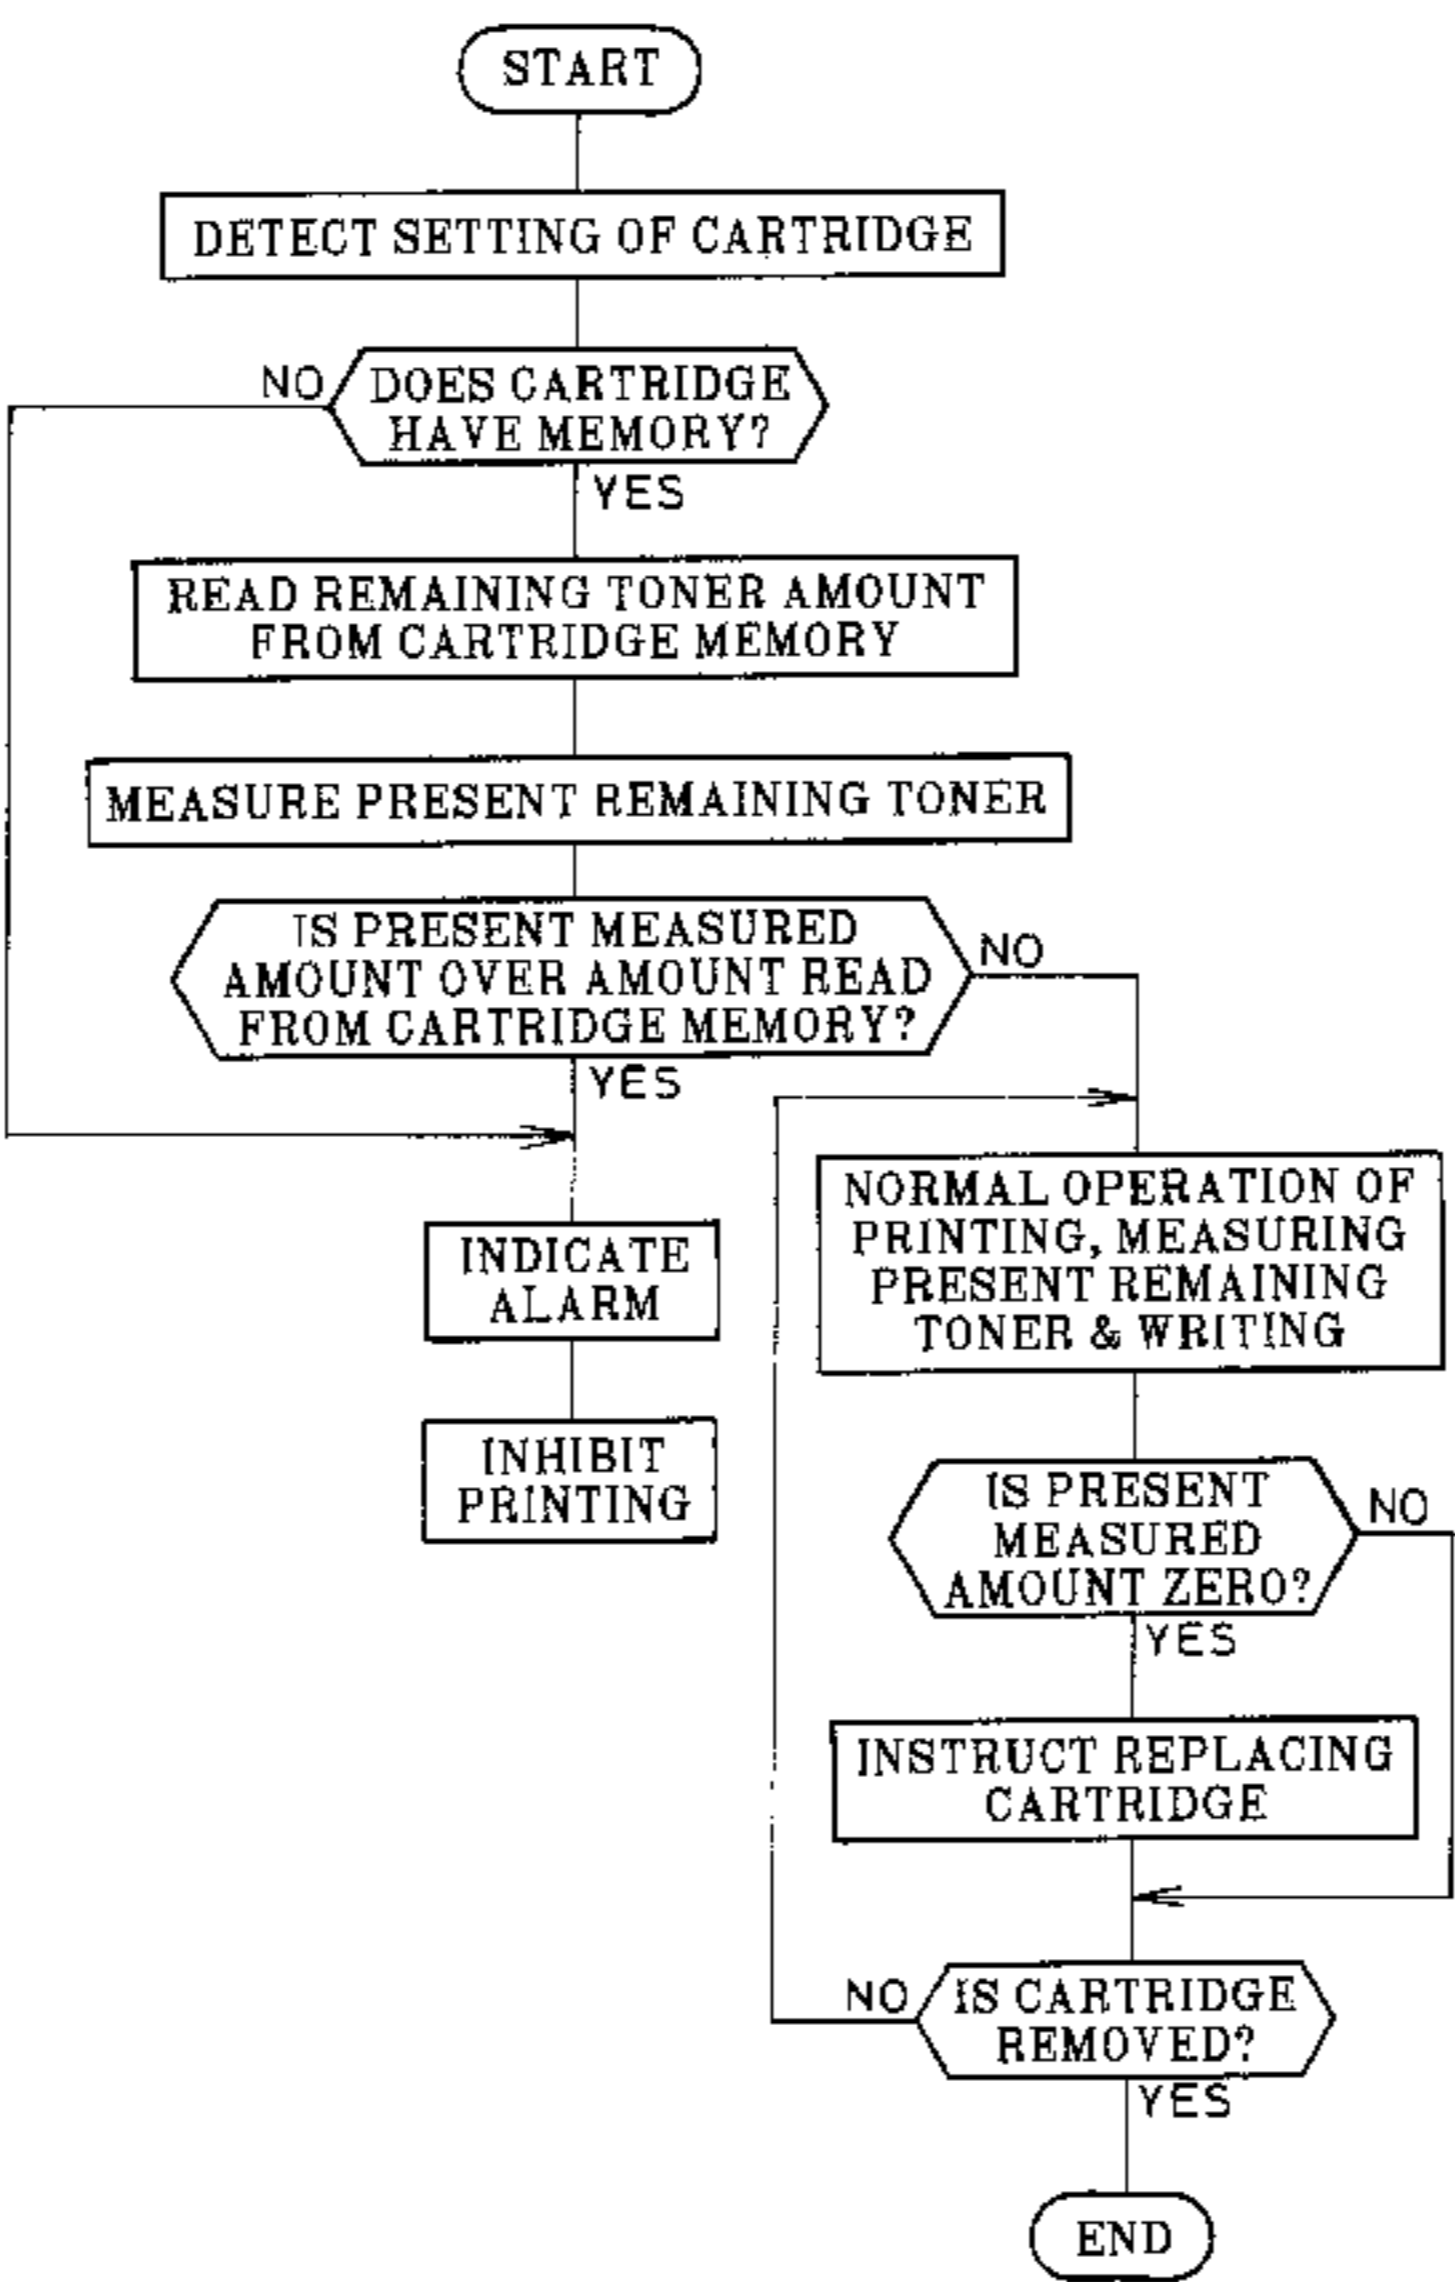 START
DETECT SETTING OF CARTRIDGE
NO
DOES CARTRIDGE
HAVE MEMORY?
YES
READ REMAINING TONER AMOUNT
FROM CARTRIDGE MEMORY
MEASURE PRESENT REMAINING TONER
IS PRESENT MEASURED
AMOUNT OVER AMOUNT READ
FROM CARTRIDGE MEMORY?
NO
YES
INDICATE
ALARM
INHIBIT
PRINTING
NORMAL OPERATION OF
PRINTING, MEASURING
PRESENT REMAINING
TONER & WRITING
IS PRESENT
MEASURED
AMOUNT ZERO?
NO
YES
INSTRUCT REPLACING
CARTRIDGE
NO
IS CARTRIDGE
REMOVED?
YES
END